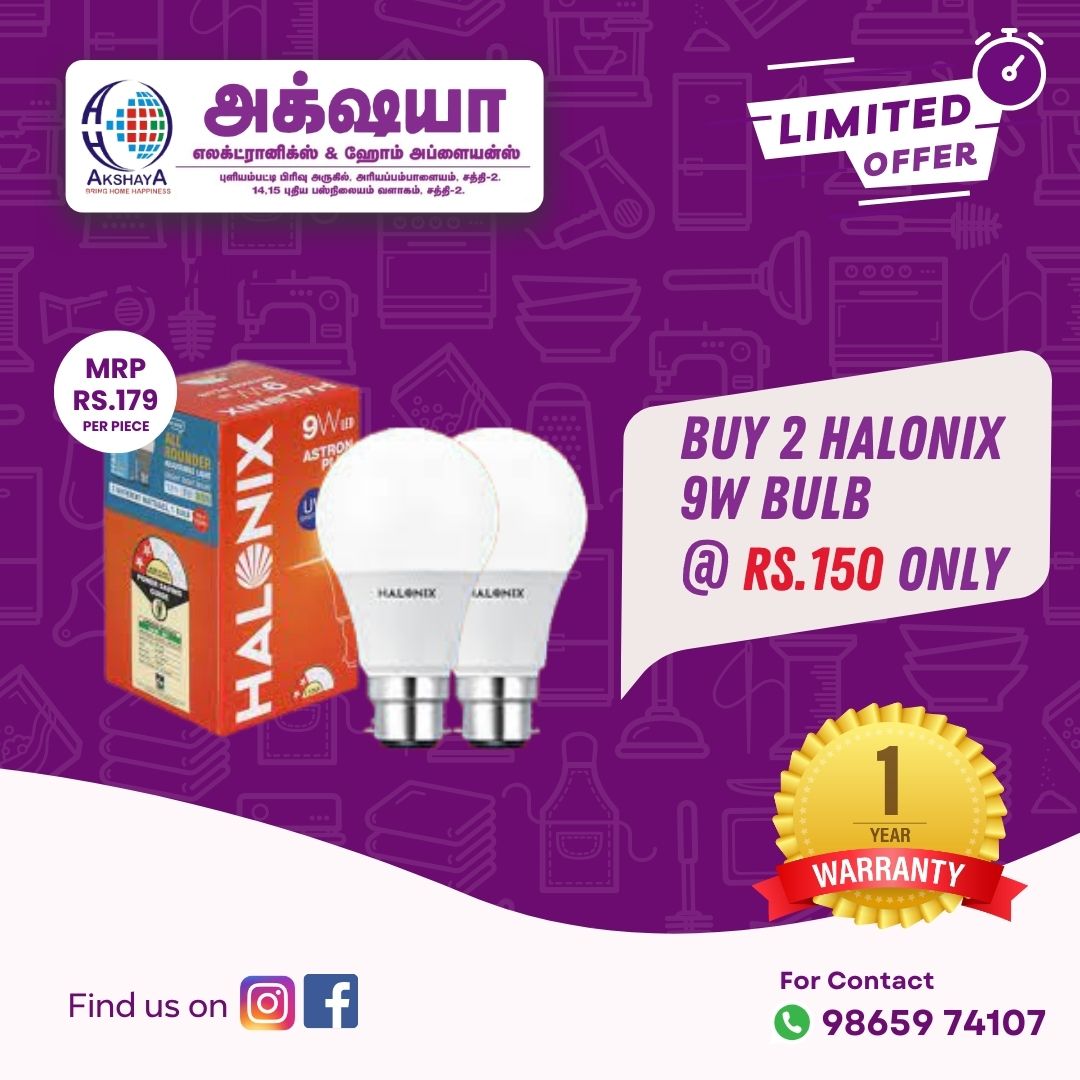 AKSHAYA
BRING HOME HAPPINESS
அக்ஷயா
எலக்ட்ரானிக்ஸ் & ஹோம் அப்ளையன்ஸ்
புளியம்பட்டி பிரிவு அருகில், அரியப்பம்பாளையம், சத்தி-2.
14,15 புதிய பஸ்நிலையம் வளாகம், சத்தி-2.
LIMITED
OFFER
MRP
RS.179
PER PIECE
HALONIX
9W LED
ASTRON
HALONIX
9W
ALL
ROUNDER
HALONIX
HALONIX
BUY 2 HALONIX
9W BULB
@ RS.150 ONLY
1
YEAR
WARRANTY
Find us on
For Contact
98659 74107